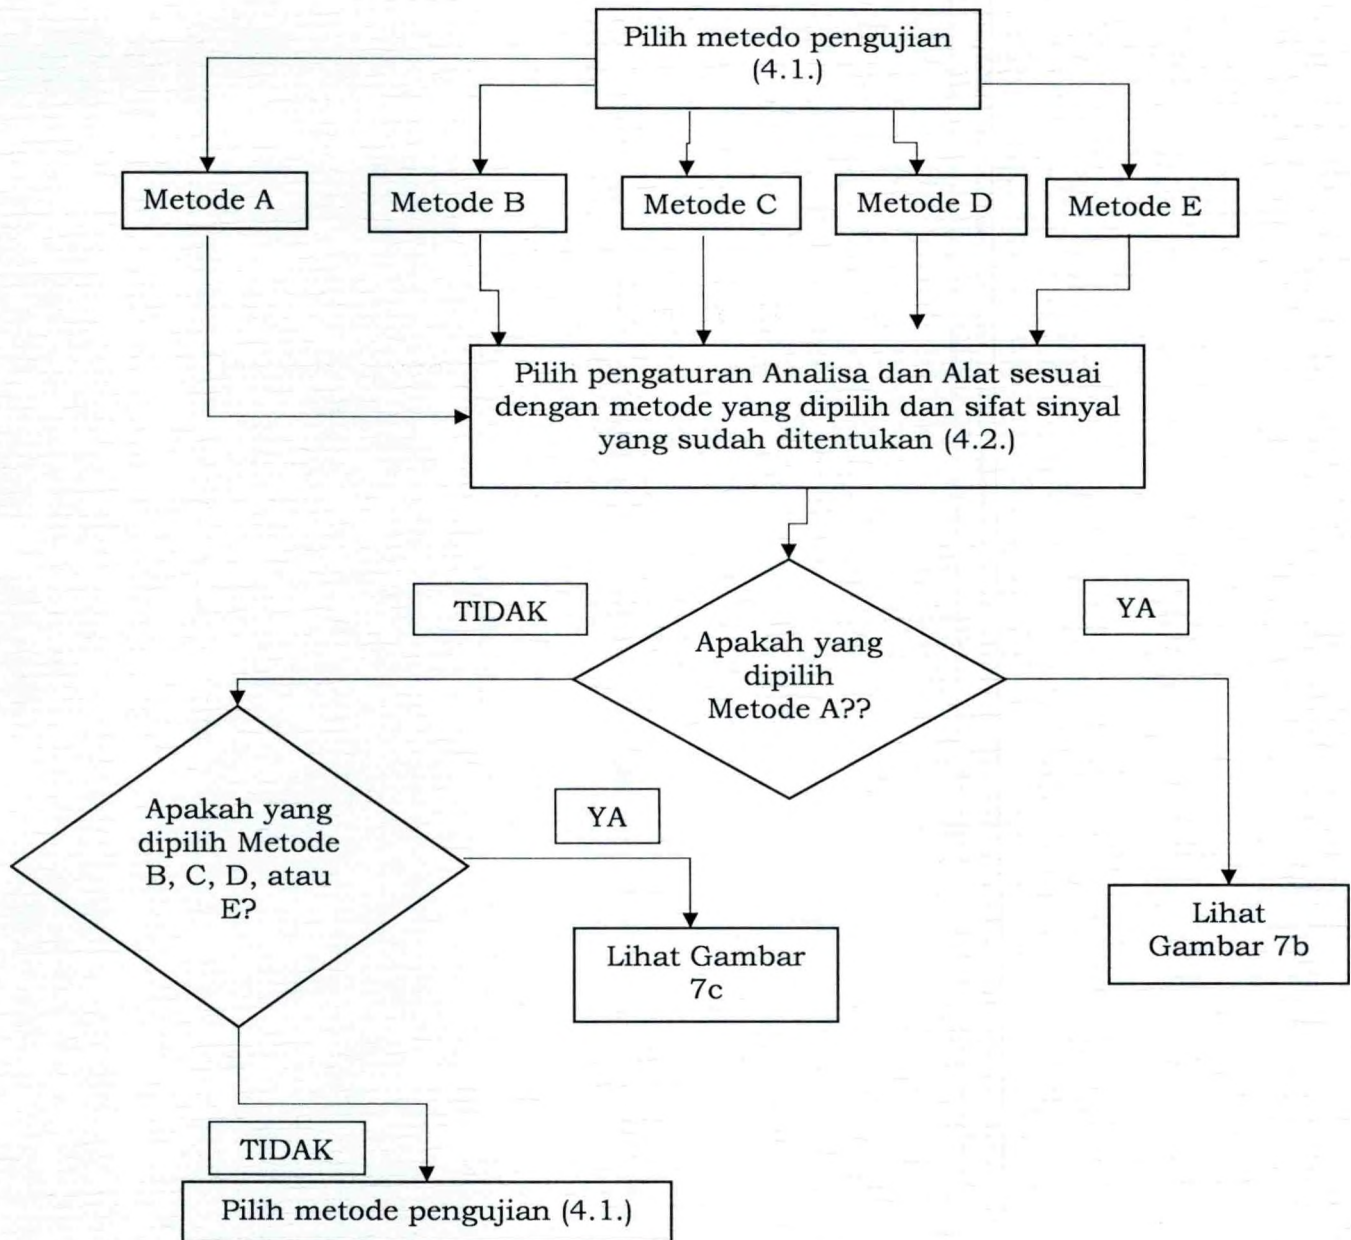 Pilih metedo pengujian
(4.1.)
Metode A
Metode B
Metode C
Metode D
Metode E
Pilih pengaturan Analisa dan Alat sesuai
dengan metode yang dipilih dan sifat sinyal
yang sudah ditentukan (4.2.)
TIDAK
YA
Apakah yang
dipilih
Metode A??
Apakah yang
dipilih Metode
B, C, D, atau
E?
YA
Lihat Gambar
7c
Lihat
Gambar 7b
TIDAK
Pilih metode pengujian (4.1.)